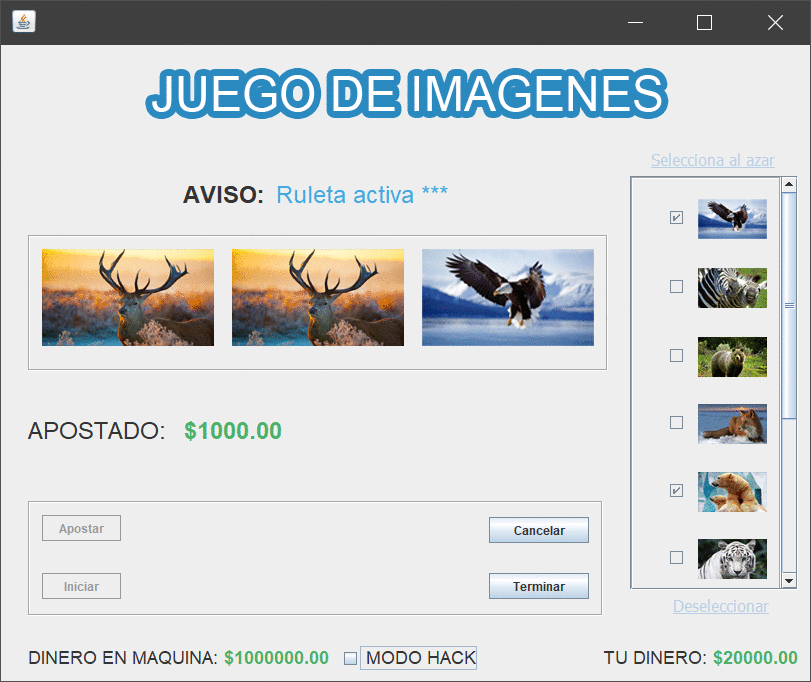 JUEGO DE IMAGENES
Selecciona al azar
AVISO: Ruleta activa ***
APOSTADO: $1000.00
Apostar
Cancelar
Iniciar
Terminar
Deseleccionar
DINERO EN MAQUINA: $1000000.00 MODO HACK TU DINERO: $20000.00